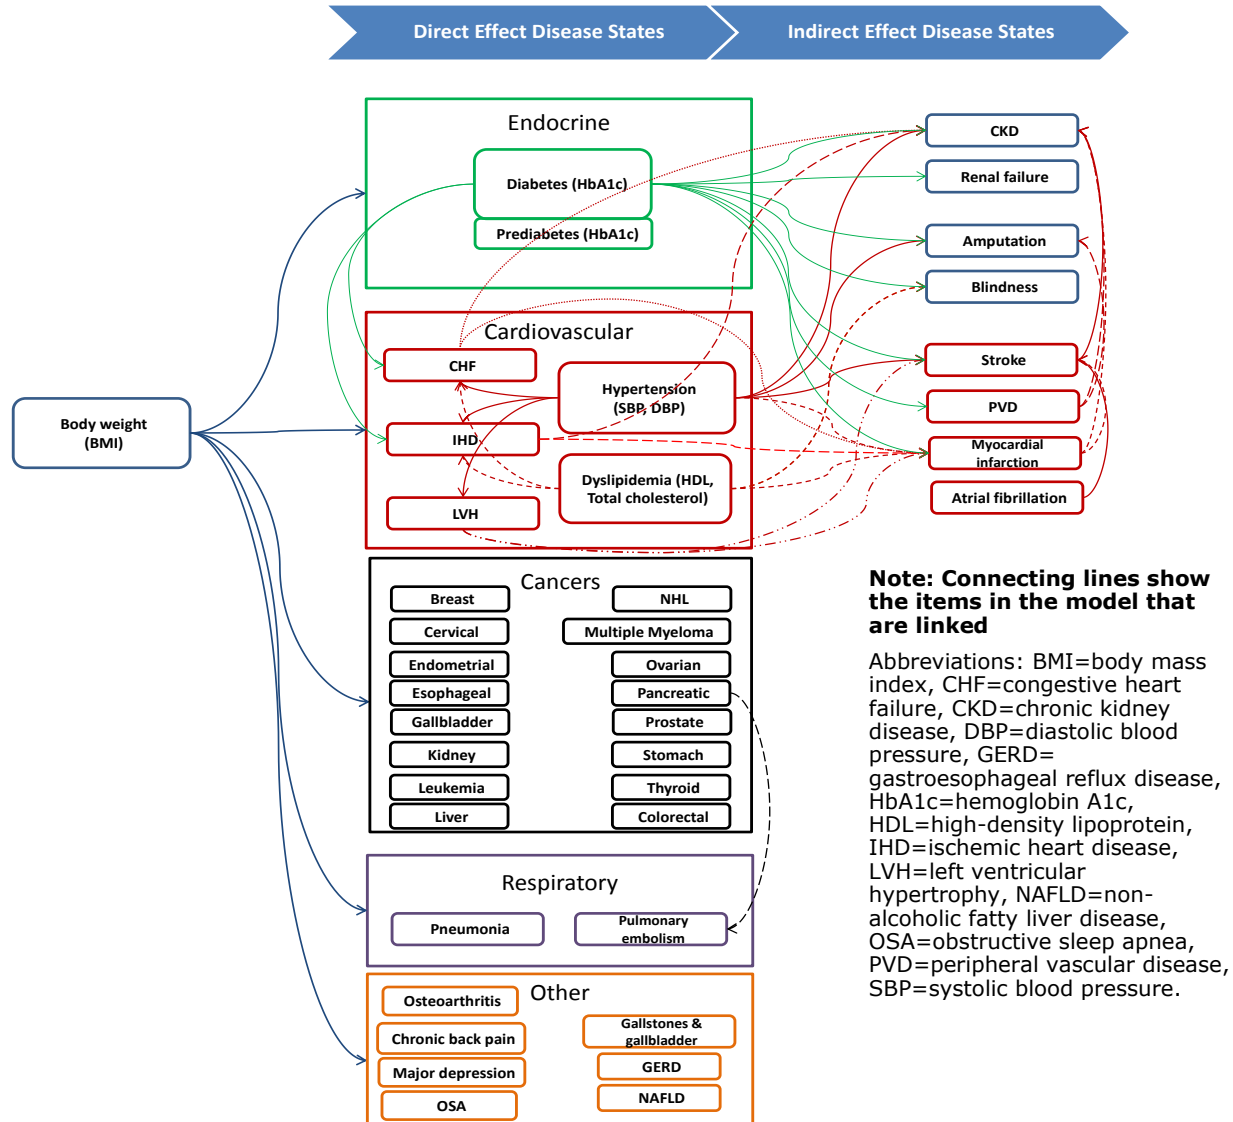 Direct Effect Disease States
Indirect Effect Disease States
Endocrine
Diabetes (HbA1c)
Prediabetes (HbA1c)
CKD
Renal failure
Amputation
Blindness
Cardiovascular
CHF
Hypertension
(SBP, DBP)
IHD
Dyslipidemia (HDL,
Total cholesterol)
LVH
Stroke
PVD
Myocardial
infarction
Atrial fibrillation
Body weight
(BMI)
Cancers
Breast
NHL
Cervical
Multiple Myeloma
Endometrial
Ovarian
Esophageal
Pancreatic
Gallbladder
Prostate
Kidney
Stomach
Leukemia
Thyroid
Liver
Colorectal
Respiratory
Pneumonia
Pulmonary
embolism
Other
Osteoarthritis
Gallstones &
gallbladder
Chronic back pain
GERD
Major depression
NAFLD
OSA
Note: Connecting lines show
the items in the model that
are linked
Abbreviations: BMI=body mass
index, CHF=congestive heart
failure, CKD=chronic kidney
disease, DBP=diastolic blood
pressure, GERD=
gastroesophageal reflux disease,
HbA1c=hemoglobin A1c,
HDL=high-density lipoprotein,
IHD=ischemic heart disease,
LVH=left ventricular
hypertrophy, NAFLD=non-
alcoholic fatty liver disease,
OSA=obstructive sleep apnea,
PVD=peripheral vascular disease,
SBP=systolic blood pressure.